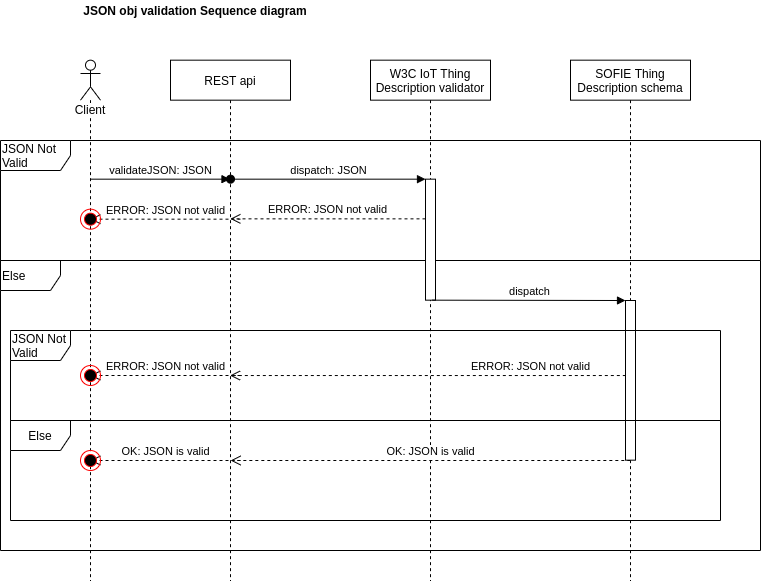 JSON obj validation Sequence diagram
Client
REST api
W3C IoT Thing
Description validator
SOFIE Thing
Description schema
JSON Not
Valid
validateJSON: JSON
dispatch: JSON
ERROR: JSON not valid
ERROR: JSON not valid
Else
dispatch
JSON Not
Valid
ERROR: JSON not valid
ERROR: JSON not valid
Else
OK: JSON is valid
OK: JSON is valid